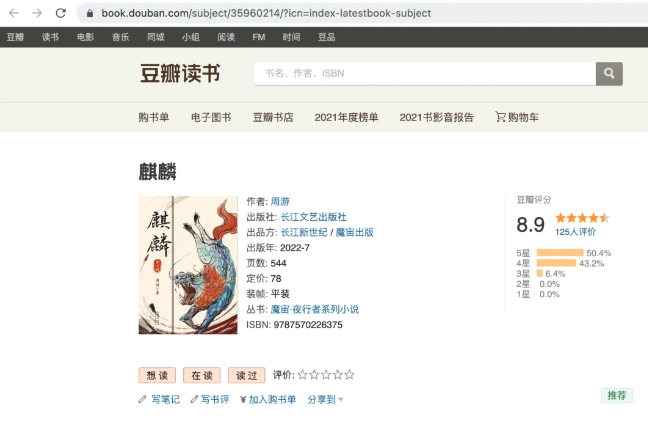 book.douban.com/subject/35960214/?icn=index-latestbook-subject
豆瓣 读书 电影 音乐 同城 小组 阅读 FM 时间 豆品
豆瓣读书
书名、作者、ISBN
购书单 电子图书 豆瓣书店 2021年度榜单 2021书影音报告 购物车
麒麟
麒麟
作者: 周游
出版社: 长江文艺出版社
出品方: 长江新世纪 / 魔宙出版
出版年: 2022-7
页数: 544
定价: 78
装帧: 平装
丛书: 魔宙·夜行者系列小说
ISBN: 9787570226375
豆瓣评分
8.9
125人评价
5星 50.4%
4星 43.2%
3星 6.4%
2星 0.0%
1星 0.0%
想读 在读 读过 评价:
写笔记 写书评 ¥加入购书单 分享到
推荐